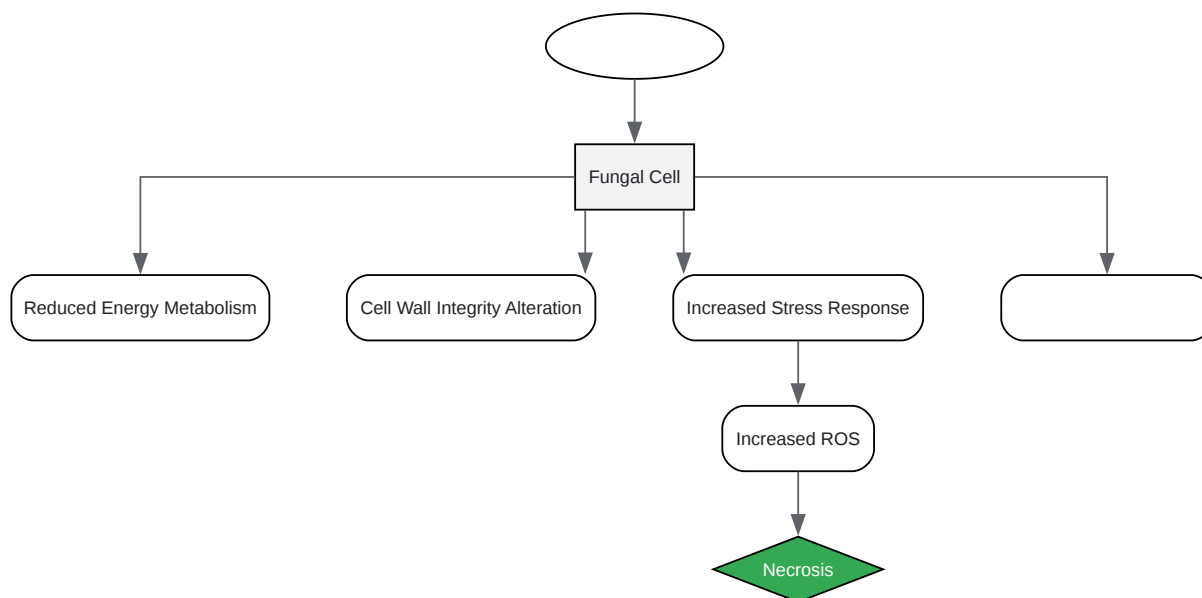 Fungal Cell
Reduced Energy Metabolism
Cell Wall Integrity Alteration
Increased Stress Response
Increased ROS
Necrosis